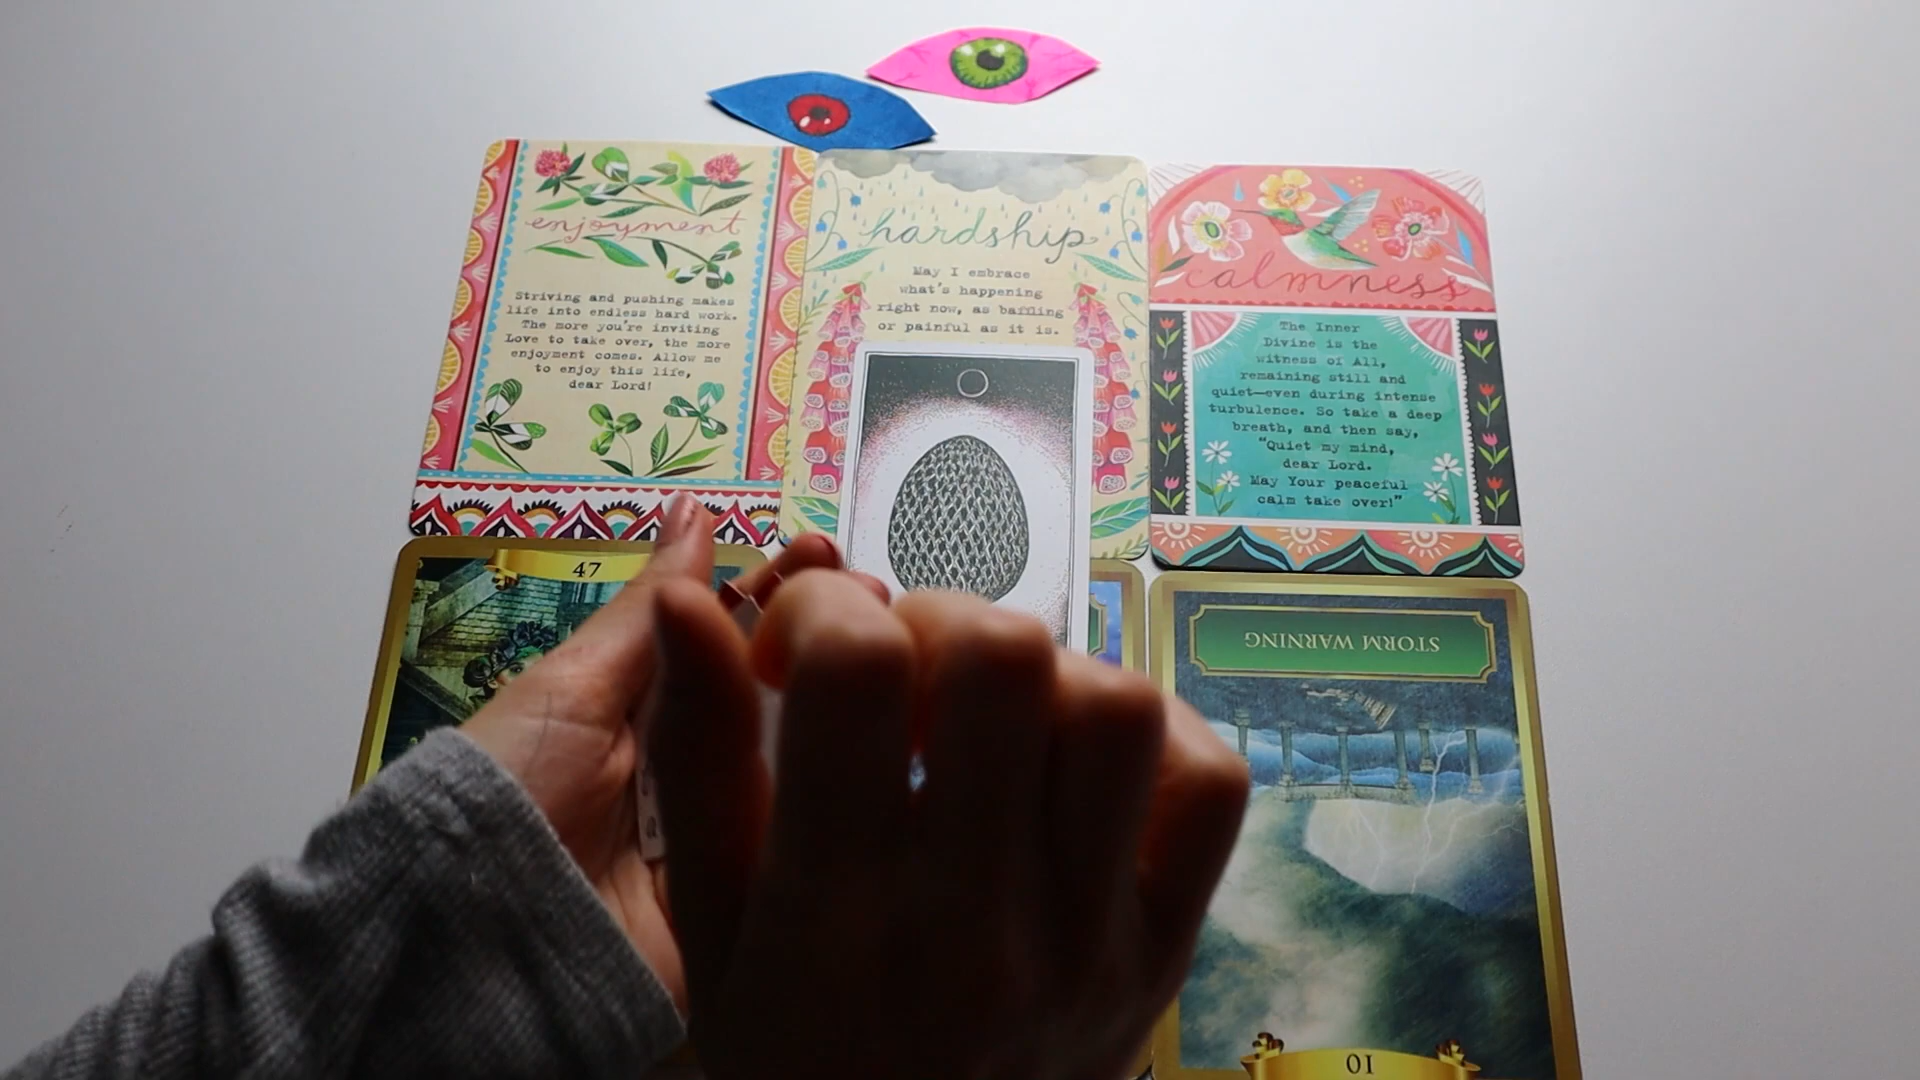 enjoyment
Striving and pushing makes
life into endless hard work.
The more you're inviting
Love to take over, the more
enjoyment comes. Allow me
to enjoy this life,
dear Lord!
hardship
May I embrace
what's happening
right now, as baffling
or painful as it is.
calmness
The Inner
Divine is the
witness of All,
remaining still and
quiet—even during intense
turbulence. So take a deep
breath, and then say,
"Quiet my mind,
dear Lord.
May Your peaceful
calm take over!"
47
STORM WARNING
10